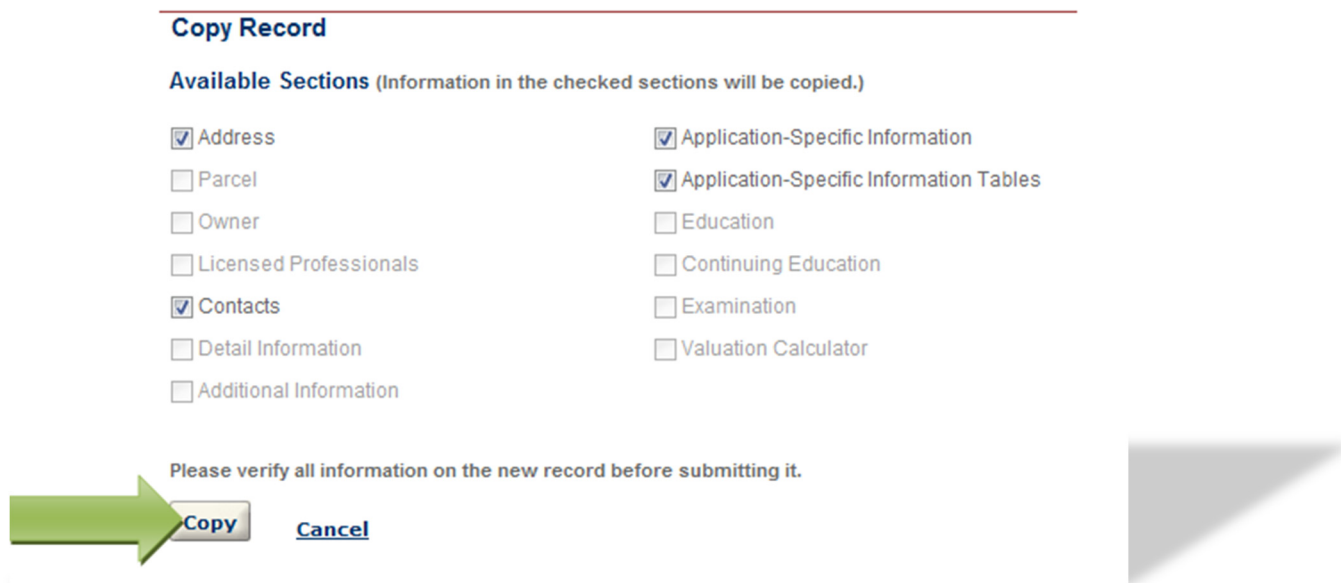 Copy Record
Available Sections (Information in the checked sections will be copied.)
Address
Parcel
Owner
Licensed Professionals
Contacts
Detail Information
Additional Information
Application-Specific Information
Application-Specific Information Tables
Education
Continuing Education
Examination
Valuation Calculator
Please verify all information on the new record before submitting it.
Copy Cancel